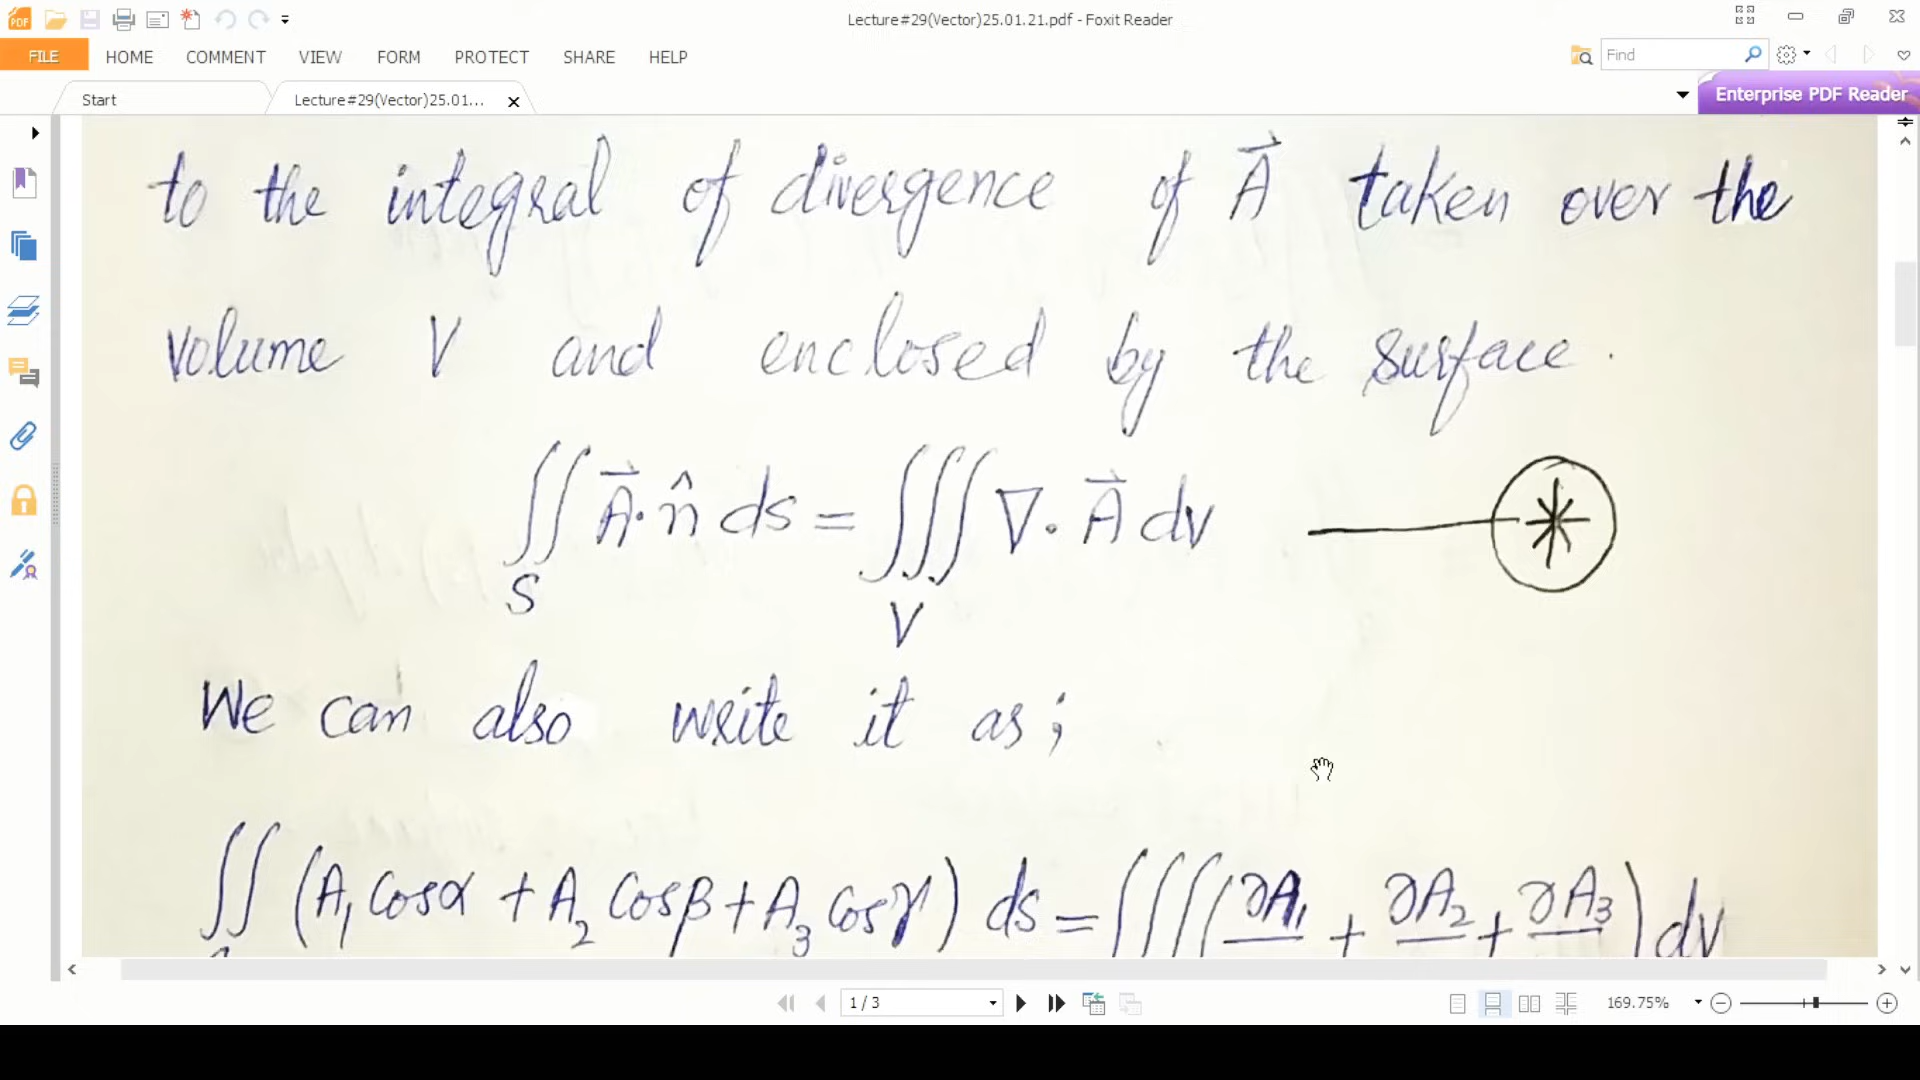 Lecture#29(Vector)25.01.21.pdf - Foxit Reader
FILE HOME COMMENT VIEW FORM PROTECT SHARE HELP
Find
Start
Lecture#29(Vector)25.01...
Enterprise PDF Reader
to the integral of divergence of A⃗ taken over the
volume V and enclosed by the surface.
∬_S A⃗·n̂ ds = ∭_V ∇·A⃗ dv —— ⊛
We can also write it as;
∬ (A₁ Cosα + A₂ Cosβ + A₃ Cosγ) ds = ∭(∂A₁ + ∂A₂ + ∂A₃) dv
1 / 3
169.75%